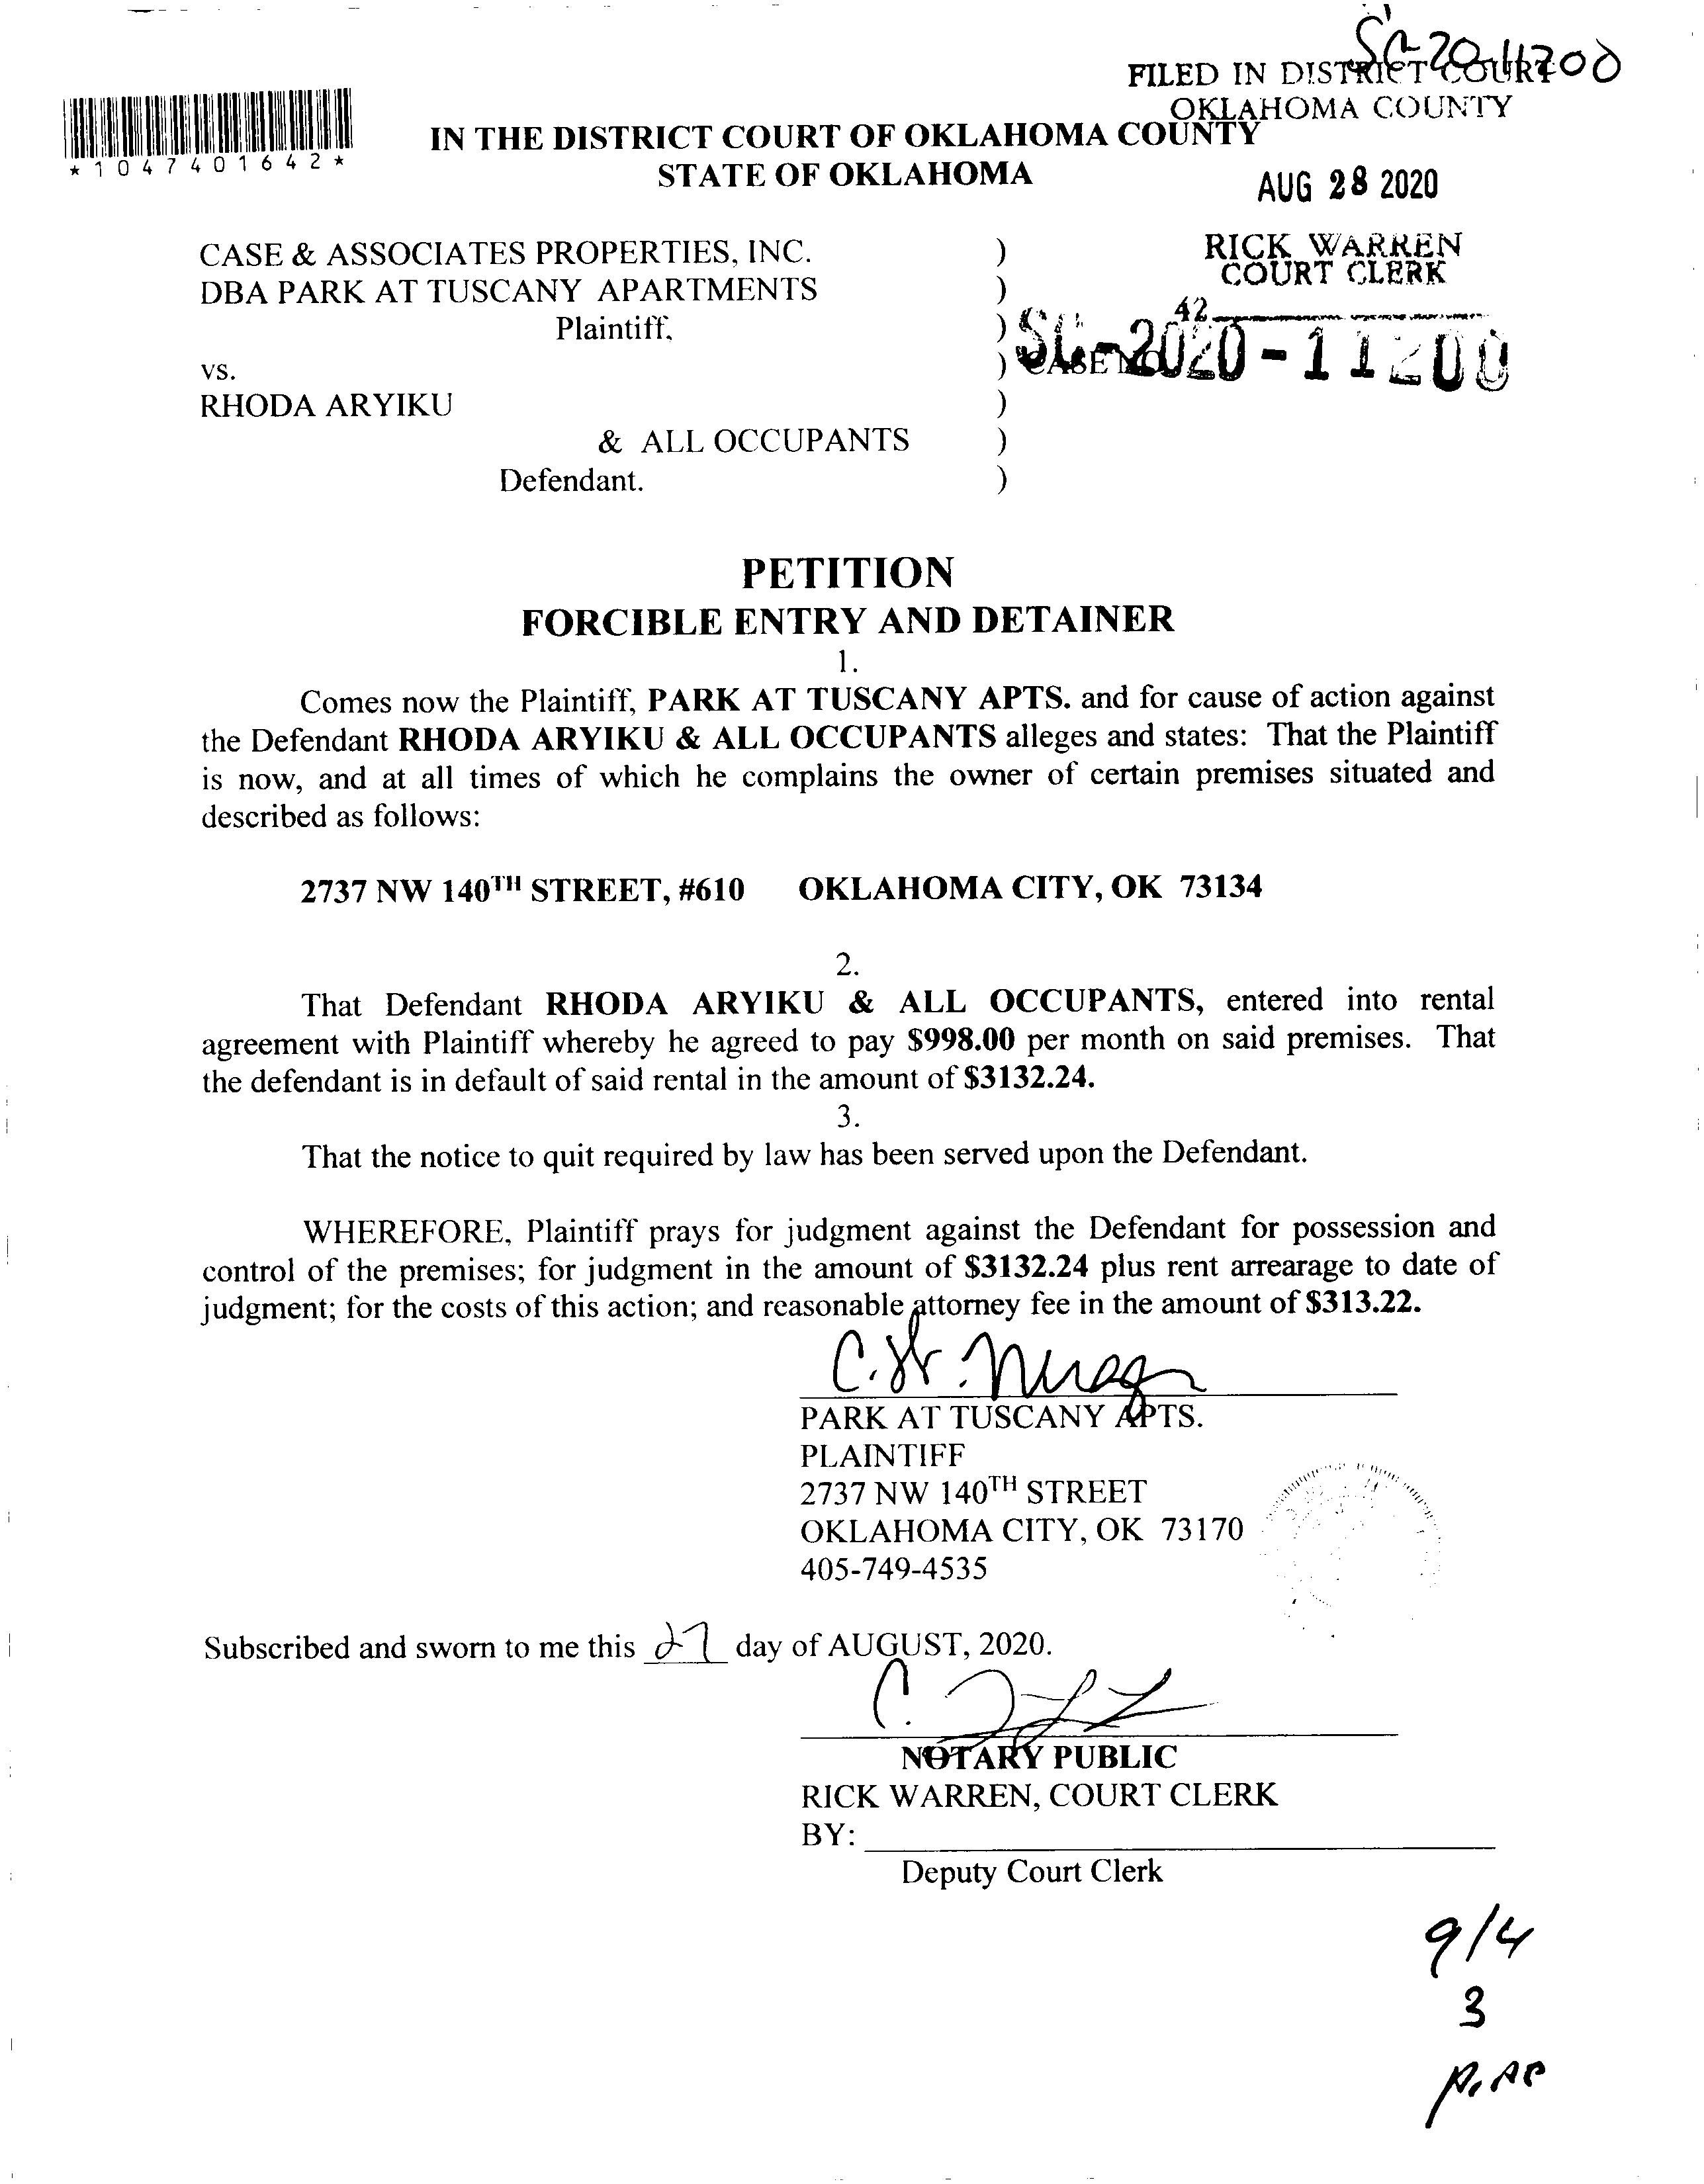 SC-20-11200
FILED IN DISTRICT COURT
OKLAHOMA COUNTY
*1047401642*
IN THE DISTRICT COURT OF OKLAHOMA COUNTY
STATE OF OKLAHOMA
AUG 28 2020
RICK WARREN
COURT CLERK
42
CASE & ASSOCIATES PROPERTIES, INC. )
DBA PARK AT TUSCANY APARTMENTS )
Plaintiff, )
vs. ) CASE NO. SC-2020-11200
RHODA ARYIKU )
& ALL OCCUPANTS )
Defendant. )
PETITION
FORCIBLE ENTRY AND DETAINER
1.
Comes now the Plaintiff, PARK AT TUSCANY APTS. and for cause of action against
the Defendant RHODA ARYIKU & ALL OCCUPANTS alleges and states: That the Plaintiff
is now, and at all times of which he complains the owner of certain premises situated and
described as follows:
2737 NW 140TH STREET, #610 OKLAHOMA CITY, OK 73134
2.
That Defendant RHODA ARYIKU & ALL OCCUPANTS, entered into rental
agreement with Plaintiff whereby he agreed to pay $998.00 per month on said premises. That
the defendant is in default of said rental in the amount of $3132.24.
3.
That the notice to quit required by law has been served upon the Defendant.
WHEREFORE, Plaintiff prays for judgment against the Defendant for possession and
control of the premises; for judgment in the amount of $3132.24 plus rent arrearage to date of
judgment; for the costs of this action; and reasonable attorney fee in the amount of $313.22.
PARK AT TUSCANY APTS.
PLAINTIFF
2737 NW 140TH STREET
OKLAHOMA CITY, OK 73170
405-749-4535
Subscribed and sworn to me this 27 day of AUGUST, 2020.
NOTARY PUBLIC
RICK WARREN, COURT CLERK
BY:
Deputy Court Clerk
9/4
3